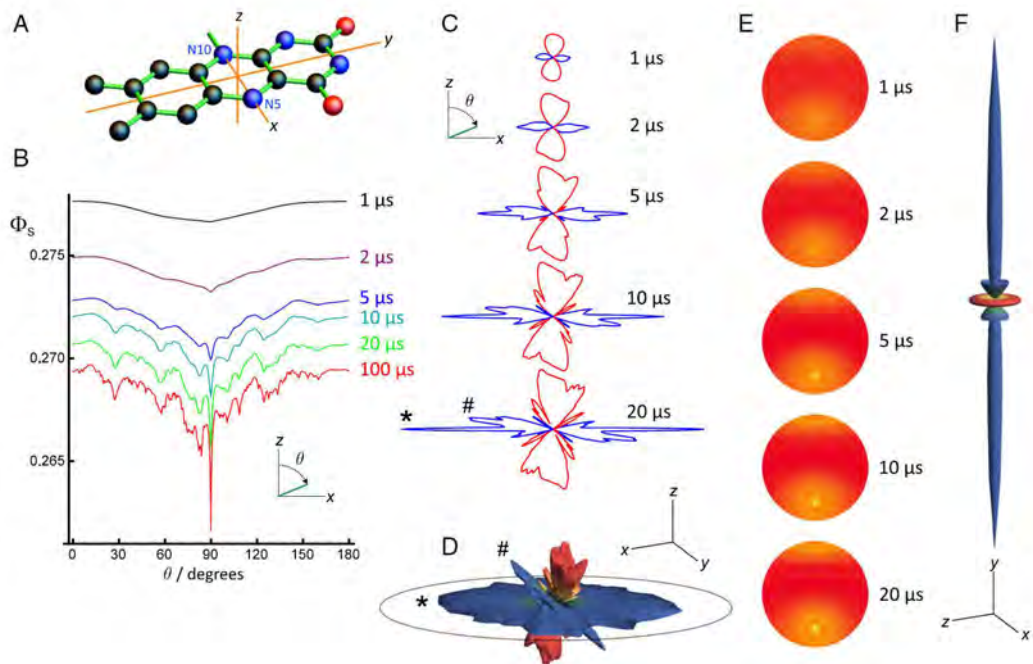 A
z
y
N10
N5
x
B
Φs
0.275
0.270
0.265
1 µs
2 µs
5 µs
10 µs
20 µs
100 µs
z
θ
x
0 30 60 90 120 150 180
θ / degrees
C
z
θ
x
1 µs
2 µs
5 µs
10 µs
20 µs
*
#
D
#
*
z
x
y
E
1 µs
2 µs
5 µs
10 µs
20 µs
F
y
z
x